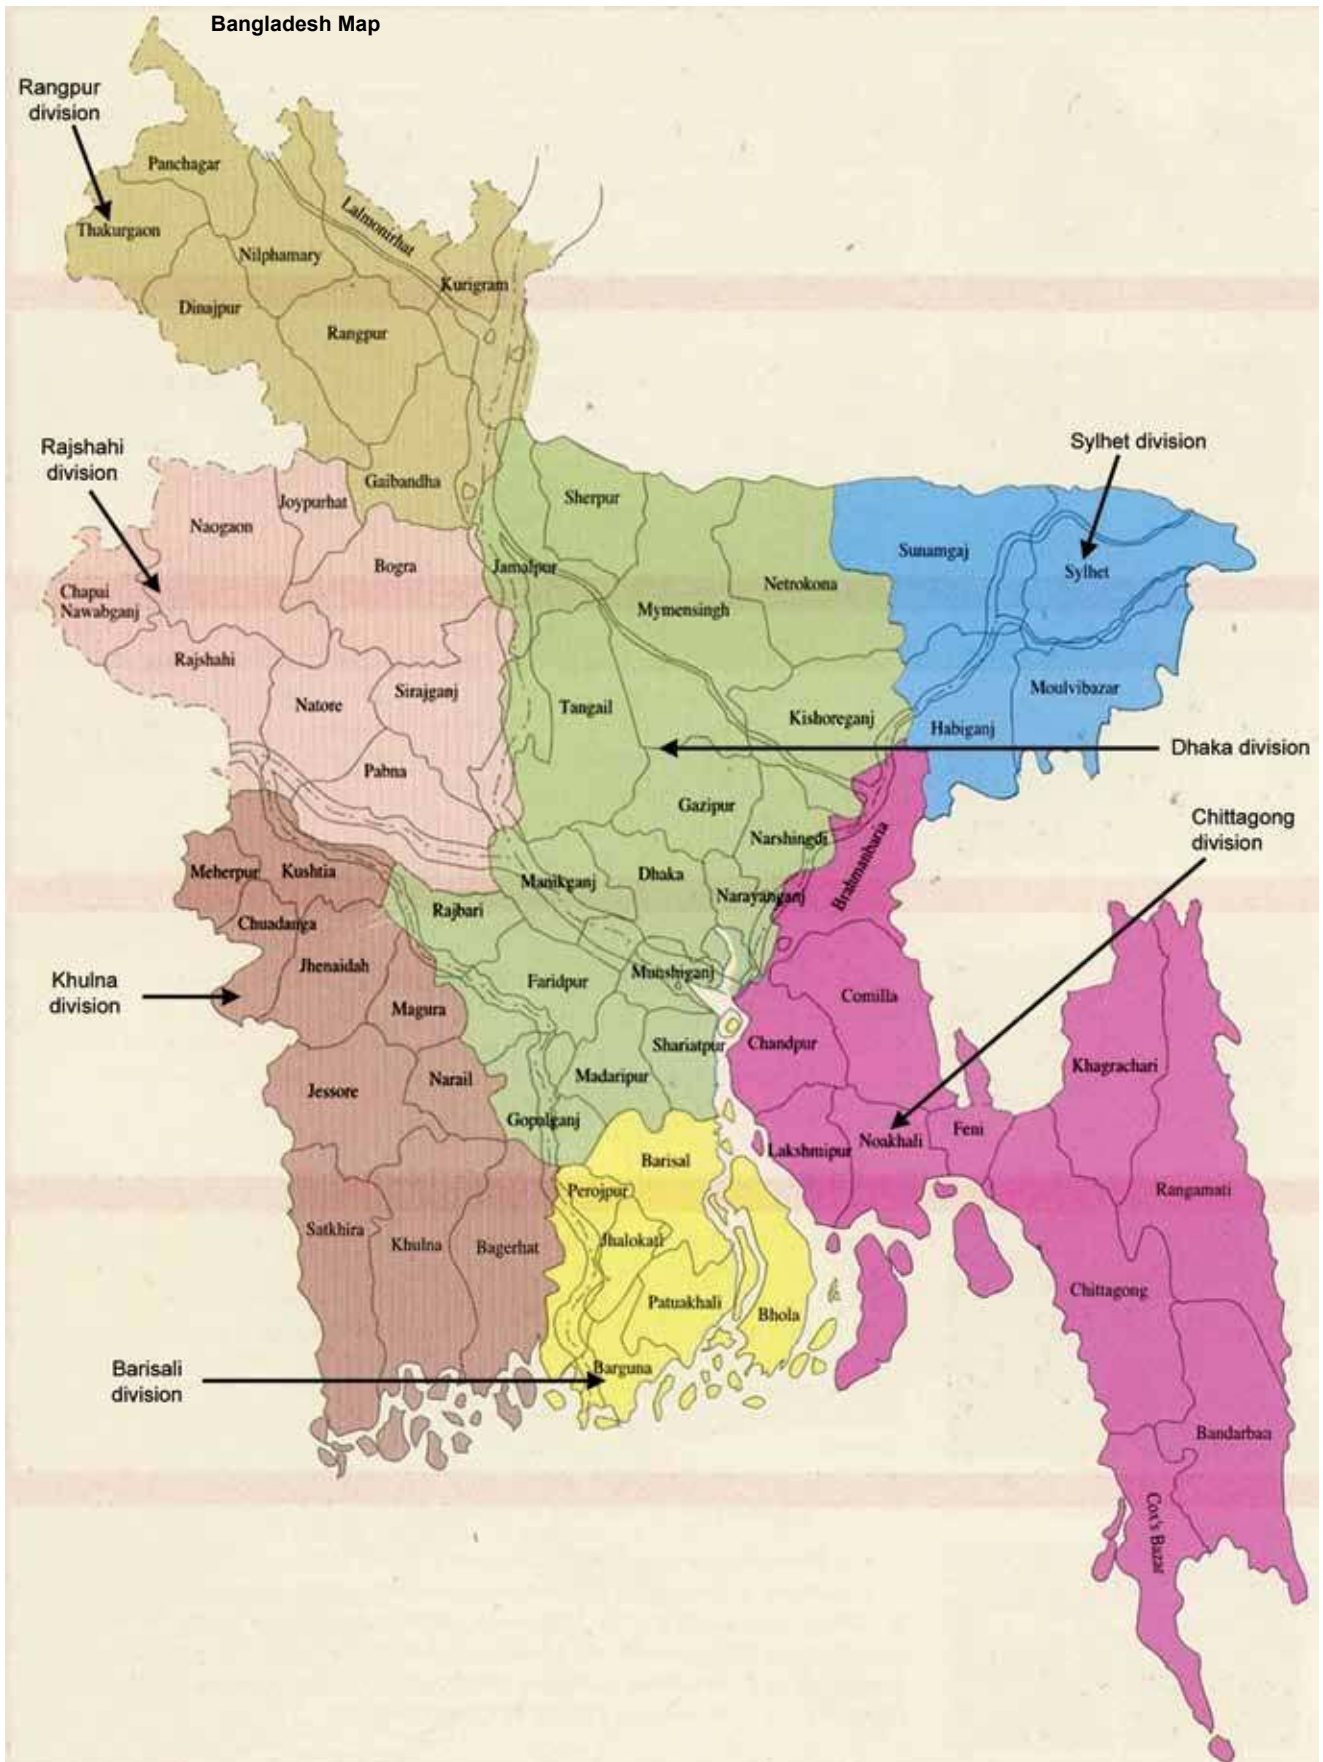 Bangladesh Map
Rangpur
division
Panchagar
Thakurgaon
Lalmonirhat
Nilphamary
Kurigram
Dinajpur
Rangpur
Rajshahi
division
Sylhet division
Gaibandha
Joypurhat
Sherpur
Naogaon
Sunamgaj
Bogra
Jamalpur
Sylhet
Netrokona
Chapai
Nawabganj
Mymensingh
Rajshahi
Sirajganj
Moulvibazar
Natore
Tangail
Kishoreganj
Habiganj
Dhaka division
Pabna
Gazipur
Chittagong
division
Narshingdi
Brahmanbaria
Meherpur
Kushtia
Manikganj
Dhaka
Narayanganj
Rajbari
Chuadanga
Jhenaidah
Munshiganj
Khulna
division
Faridpur
Comilla
Magura
Shariatpur
Chandpur
Khagrachari
Madaripur
Narail
Jessore
Gopalganj
Feni
Noakhali
Lakshmipur
Barisal
Perojpur
Rangamati
Satkhira
Khulna
Bagerhat
Jhalokati
Patuakhali
Bhola
Chittagong
Barisali
division
Barguna
Bandarbaa
Cox's Bazar